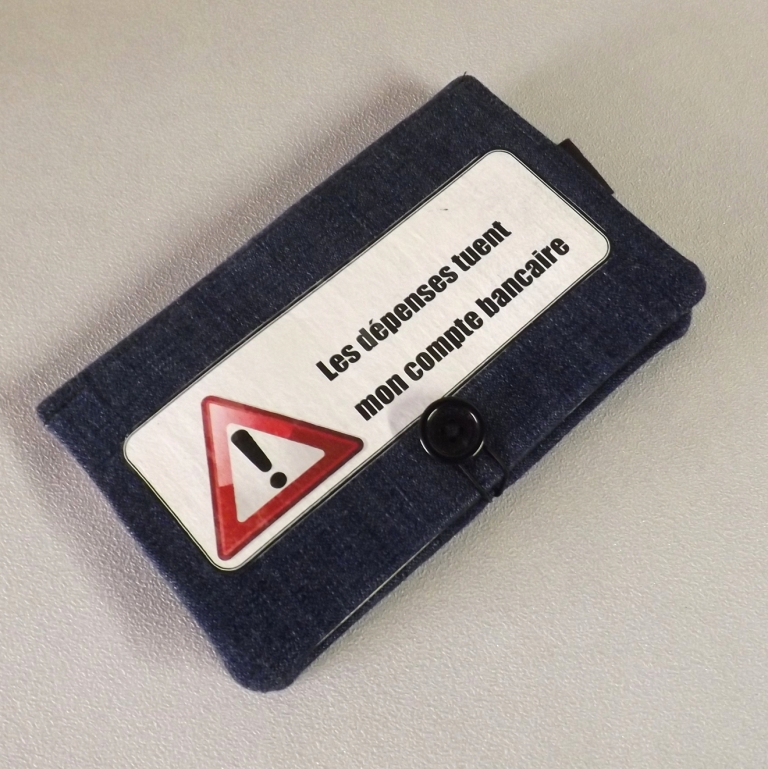 Les dépenses tuent
mon compte bancaire